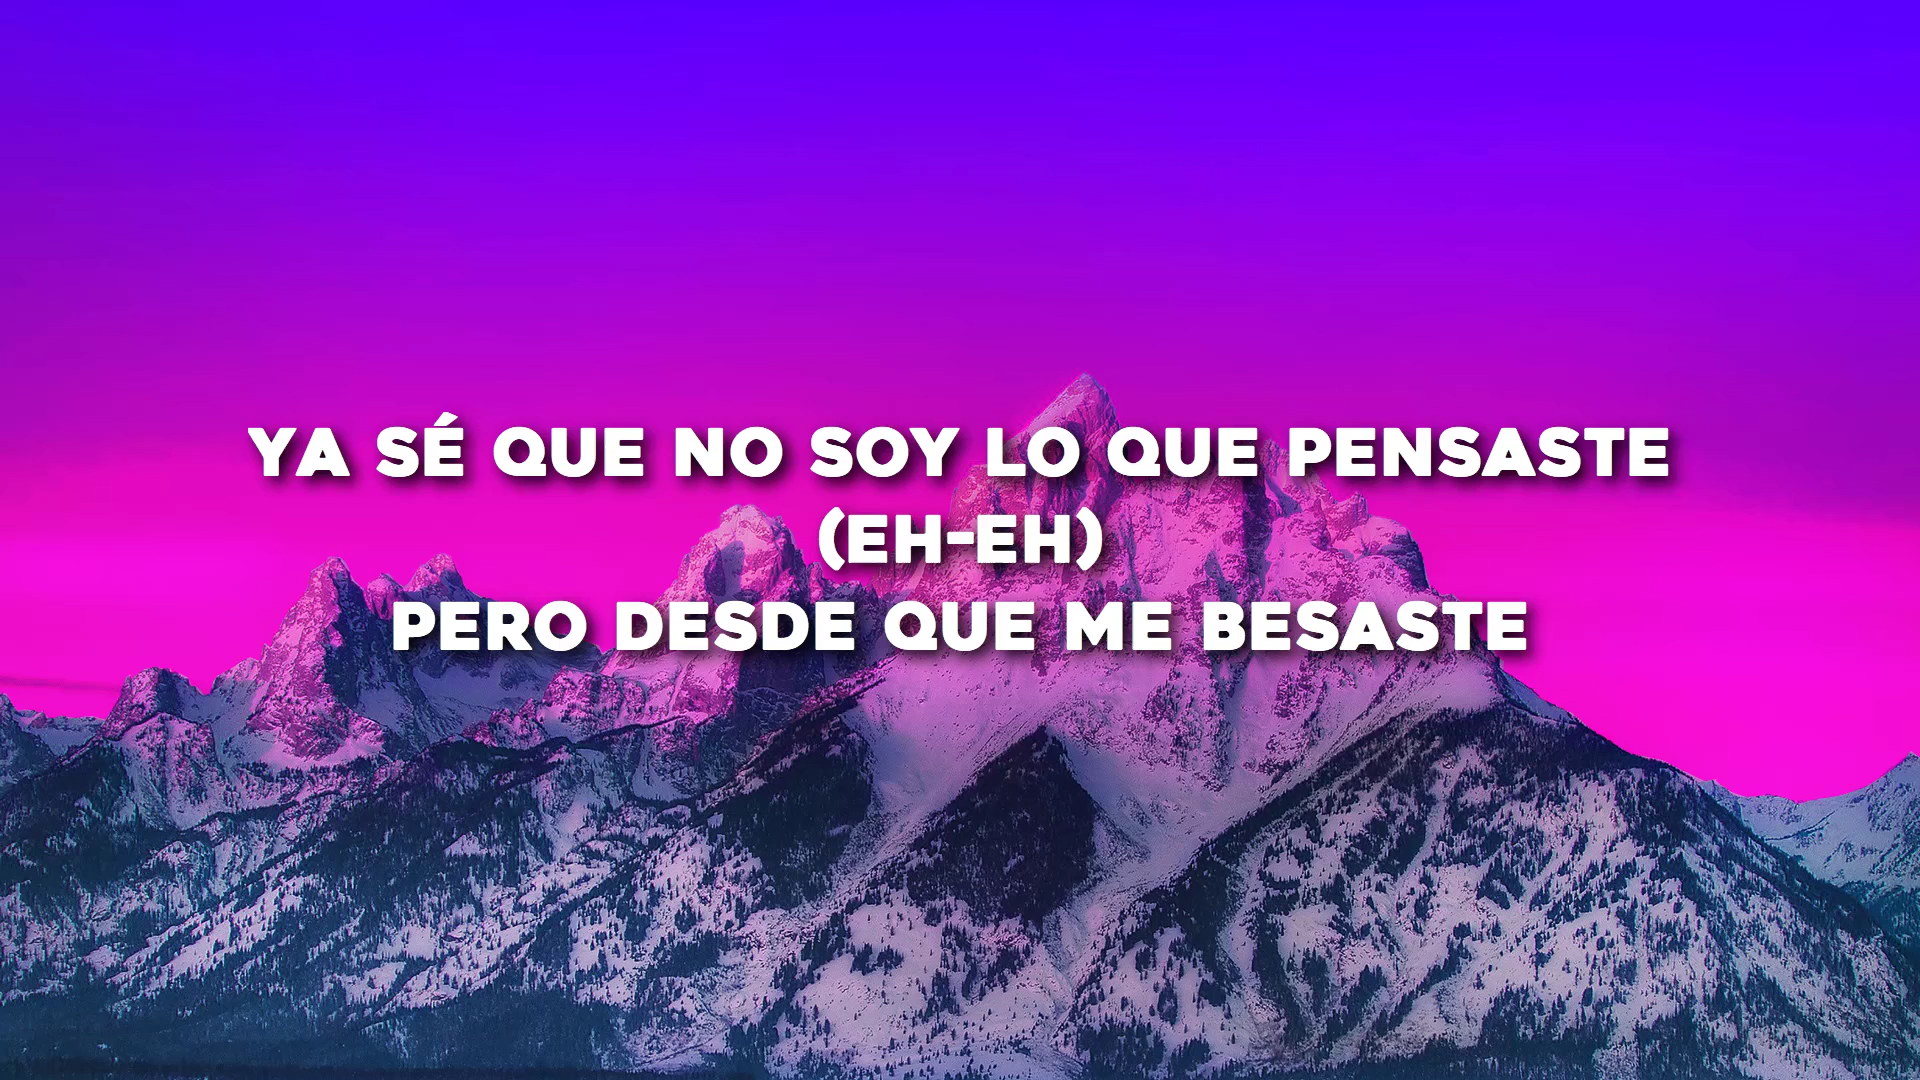 YA SÉ QUE NO SOY LO QUE PENSASTE
(EH-EH)
PERO DESDE QUE ME BESASTE